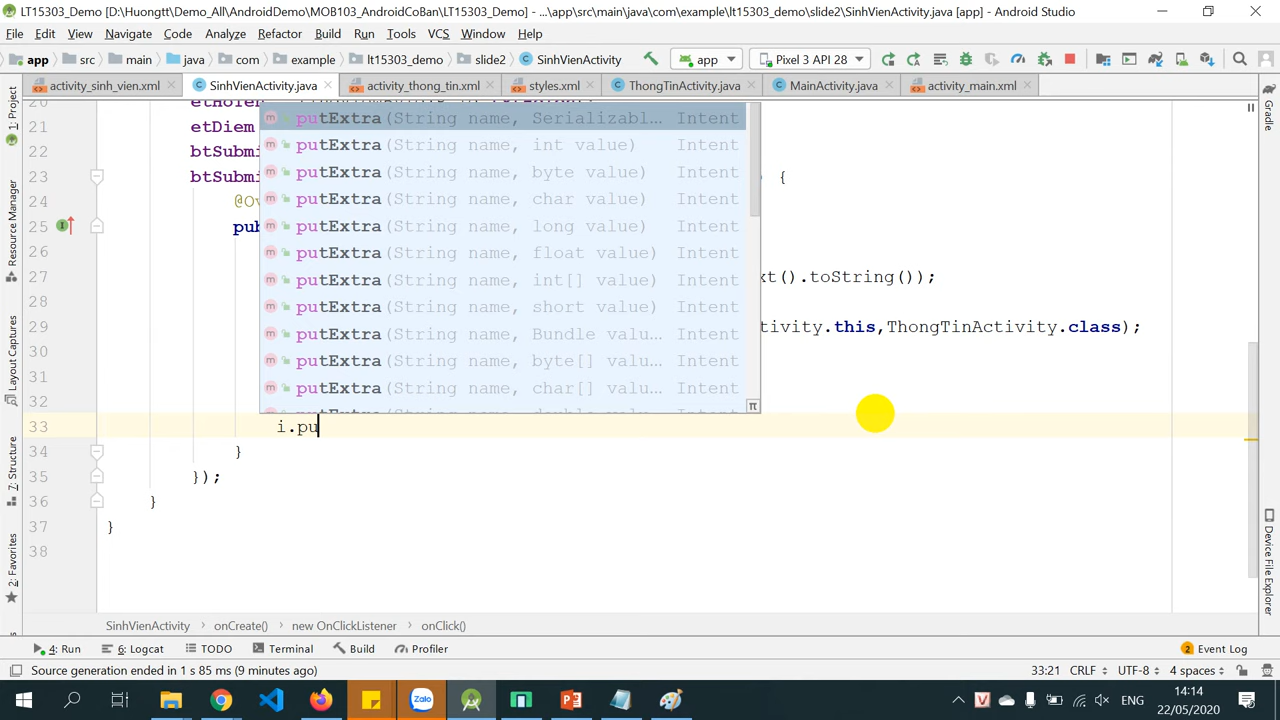 LT15303_Demo [D:\Huongtt\Demo_All\AndroidDemo\MOB103_AndroidCoBan\LT15303_Demo] - ...\app\src\main\java\com\example\lt15303_demo\slide2\SinhVienActivity.java [app] - Android Studio
File Edit View Navigate Code Analyze Refactor Build Run Tools VCS Window Help
app src main java com example lt15303_demo slide2 SinhVienActivity app Pixel 3 API 28
activity_sinh_vien.xml SinhVienActivity.java activity_thong_tin.xml styles.xml ThongTinActivity.java MainActivity.java activity_main.xml
1: Project
Resource Manager
Layout Captures
7: Structure
2: Favorites
Gradle
Device File Explorer
20
21 etDiem
22 btSubmi
23 btSubmi {
24 @Ov
25 pub
26
27 xt().toString());
28
29 tivity.this,ThongTinActivity.class);
30
31
32
33 i.pu
34 }
35 });
36 }
37 }
38
putExtra(String name, Serializabl... Intent
putExtra(String name, int value) Intent
putExtra(String name, byte value) Intent
putExtra(String name, char value) Intent
putExtra(String name, long value) Intent
putExtra(String name, float value) Intent
putExtra(String name, int[] value) Intent
putExtra(String name, short value) Intent
putExtra(String name, Bundle valu... Intent
putExtra(String name, byte[] valu... Intent
putExtra(String name, char[] valu... Intent
SinhVienActivity onCreate() new OnClickListener onClick()
4: Run 6: Logcat TODO Terminal Build Profiler 2 Event Log
Source generation ended in 1 s 85 ms (9 minutes ago) 33:21 CRLF UTF-8 4 spaces
Zalo V ENG 14:14
22/05/2020